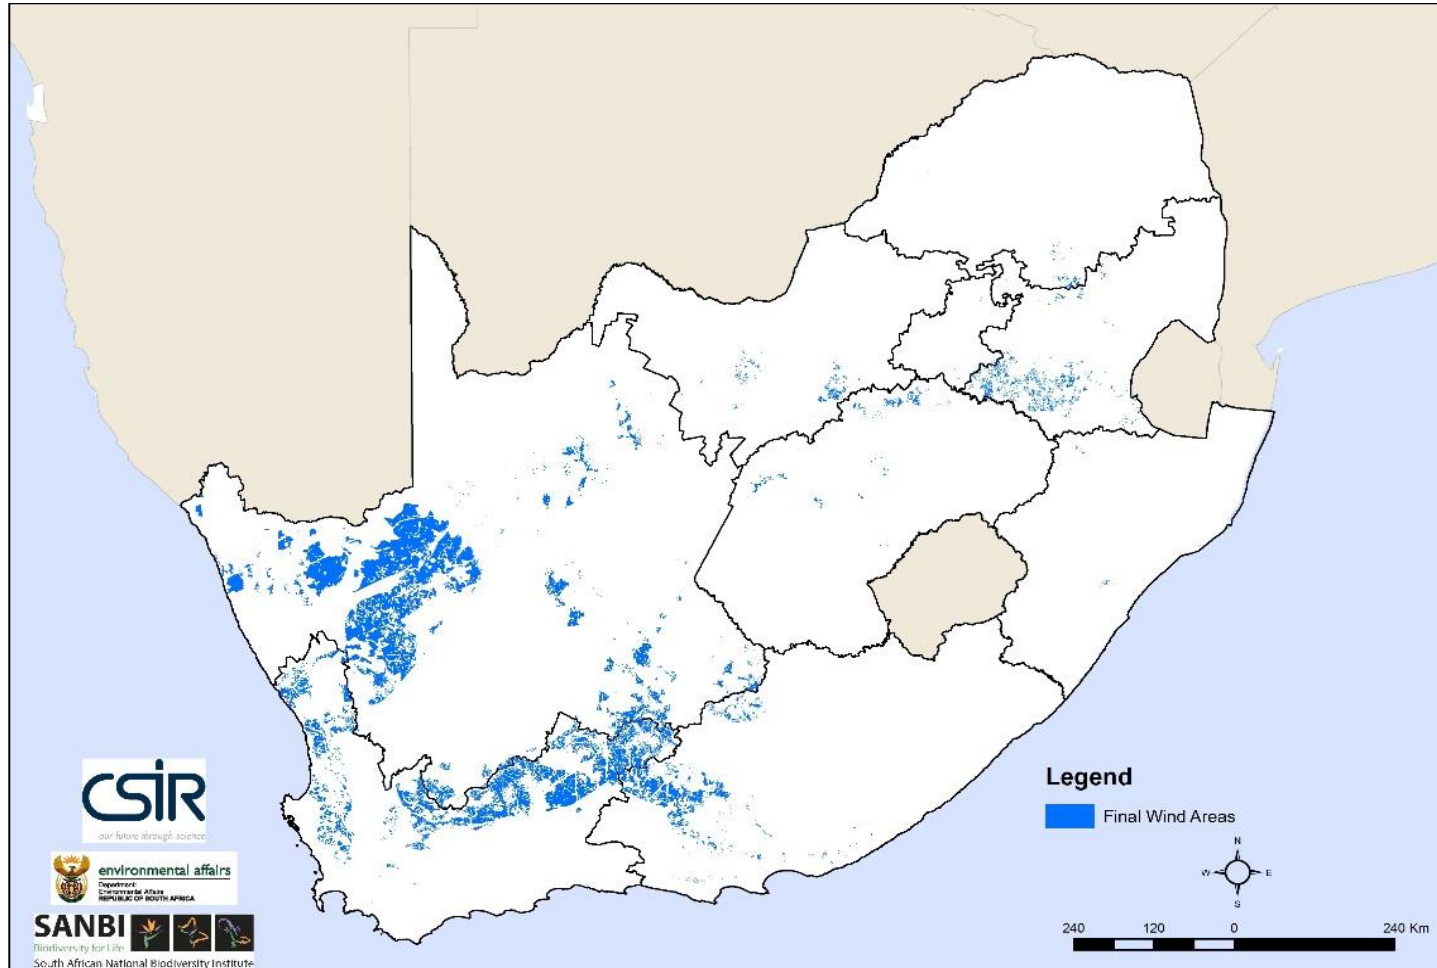 CSIR
our future through science
environmental affairs
Department:
Environmental Affairs
REPUBLIC OF SOUTH AFRICA
SANBI
Biodiversity for Life
South African National Biodiversity Institute
Legend
Final Wind Areas
N
W
E
S
240 120 0 240 Km